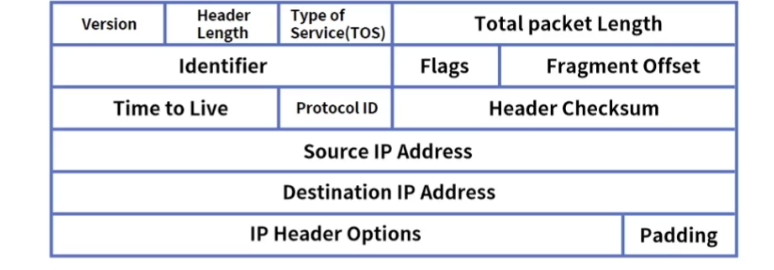 Version
Header
Length
Type of
Service(TOS)
Total packet Length
Identifier
Flags
Fragment Offset
Time to Live
Protocol ID
Header Checksum
Source IP Address
Destination IP Address
IP Header Options
Padding